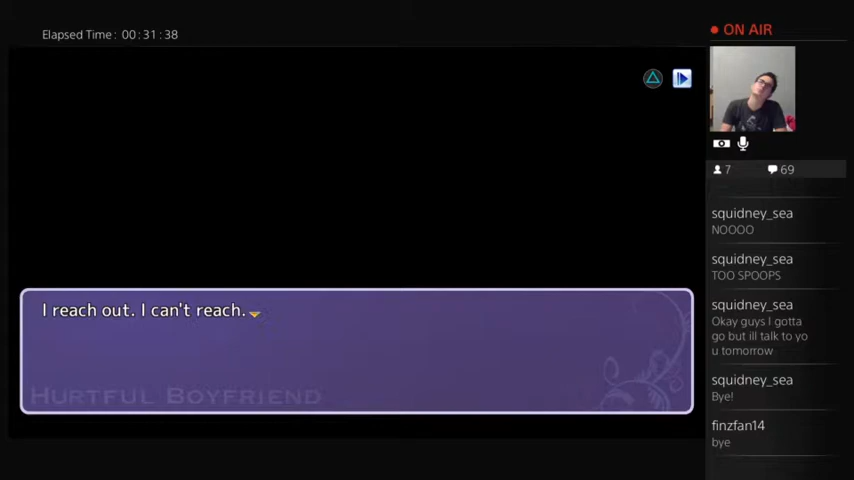 Elapsed Time: 00:31:38
ON AIR
7
69
squidney_sea
NOOOO
squidney_sea
TOO SPOOPS
squidney_sea
Okay guys I gotta
go but ill talk to yo
u tomorrow
squidney_sea
Bye!
finzfan14
bye
I reach out. I can't reach.
HURTFUL BOYFRIEND